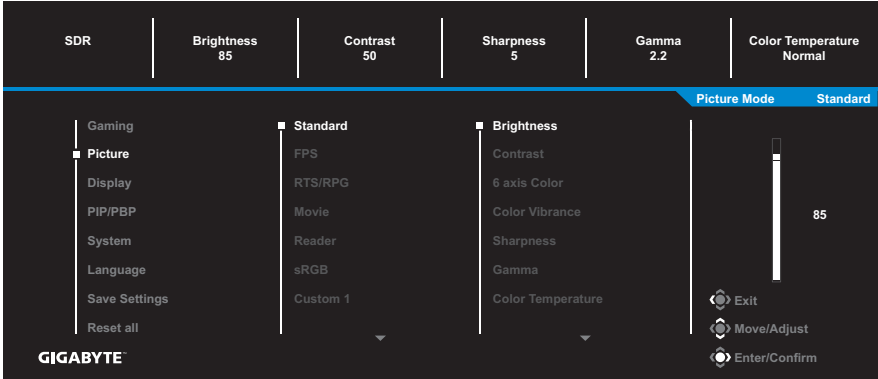 SDR
Brightness
85
Contrast
50
Sharpness
5
Gamma
2.2
Color Temperature
Normal
Picture Mode Standard
Gaming
Picture
Display
PIP/PBP
System
Language
Save Settings
Reset all
Standard
FPS
RTS/RPG
Movie
Reader
sRGB
Custom 1
Brightness
Contrast
6 axis Color
Color Vibrance
Sharpness
Gamma
Color Temperature
85
Exit
Move/Adjust
Enter/Confirm
GIGABYTE™